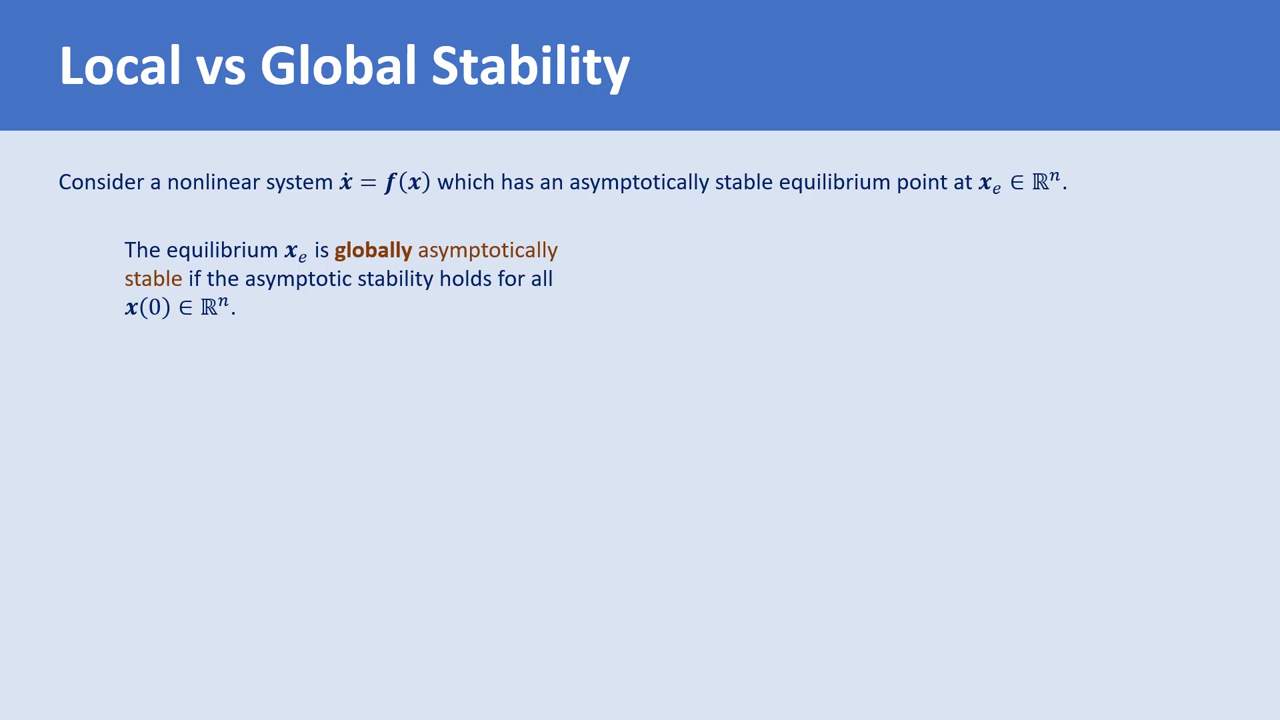 Local vs Global Stability
Consider a nonlinear system ẋ = f(x) which has an asymptotically stable equilibrium point at xₑ ∈ ℝⁿ.
The equilibrium xₑ is globally asymptotically
stable if the asymptotic stability holds for all
x(0) ∈ ℝⁿ.